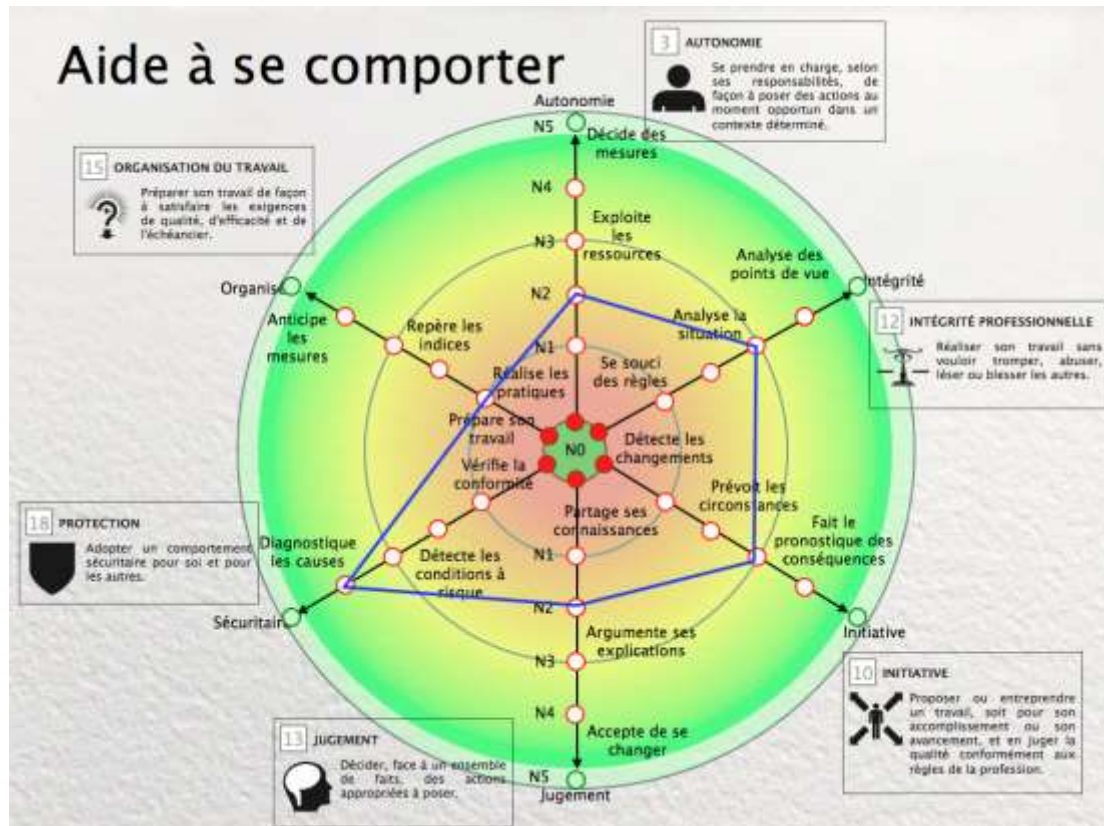 Aide à se comporter
3 AUTONOMIE
Se prendre en charge, selon
ses responsabilités, de
façon à poser des actions au
moment opportun dans un
contexte déterminé.
15 ORGANISATION DU TRAVAIL
Préparer son travail de façon
à satisfaire les exigences
de qualité, d'efficacité et de
l'échéancier.
Autonomie
N5
Décide des
mesures
N4
Exploite
les
ressources
N3
Analyse des
points de vue
Organis
Intégrité
N2
Anticipe
les
mesures
Repère les
indices
Analyse la
situation
12 INTÉGRITÉ PROFESSIONNELLE
Réaliser son travail sans
vouloir tromper, abuser,
léser ou blesser les autres.
N1
Réalise les
pratiques
Se souci
des règles
Prépare son
travail
N0
Détecte les
changements
Vérifie la
conformité
Partage ses
connaissances
Prévoit les
circonstances
18 PROTECTION
Adopter un comportement
sécuritaire pour soi et pour
les autres.
Diagnostique
les causes
Détecte les
conditions à
risque
N1
Fait le
pronostique des
conséquences
N2
Sécuritair
Initiative
Argumente ses
explications
N3
10 INITIATIVE
Proposer ou entreprendre
un travail, soit pour son
accomplissement ou son
avancement, et en juger la
qualité conformément aux
règles de la profession.
N4
13 JUGEMENT
Décider, face à un ensemble
de faits, des actions
appropriées à poser.
Accepte de se
changer
N5
Jugement